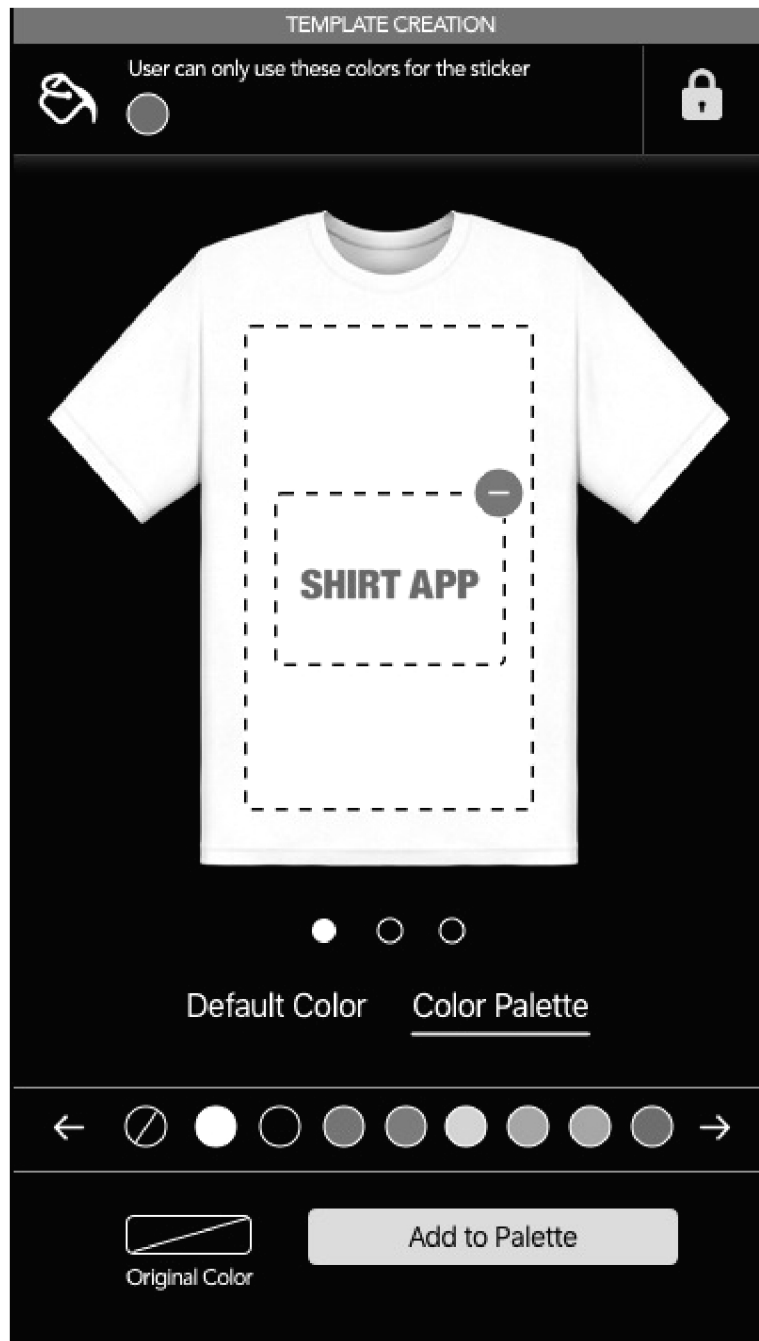 TEMPLATE CREATION
User can only use these colors for the sticker
SHIRT APP
Default Color Color Palette
Add to Palette
Original Color